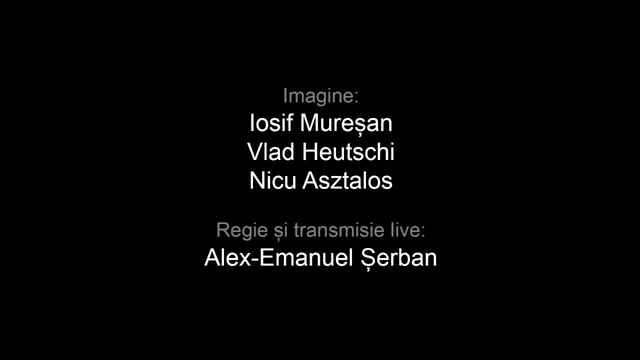 Imagine:
Iosif Mureșan
Vlad Heutschi
Nicu Asztalos
Regie și transmisie live:
Alex-Emanuel Șerban